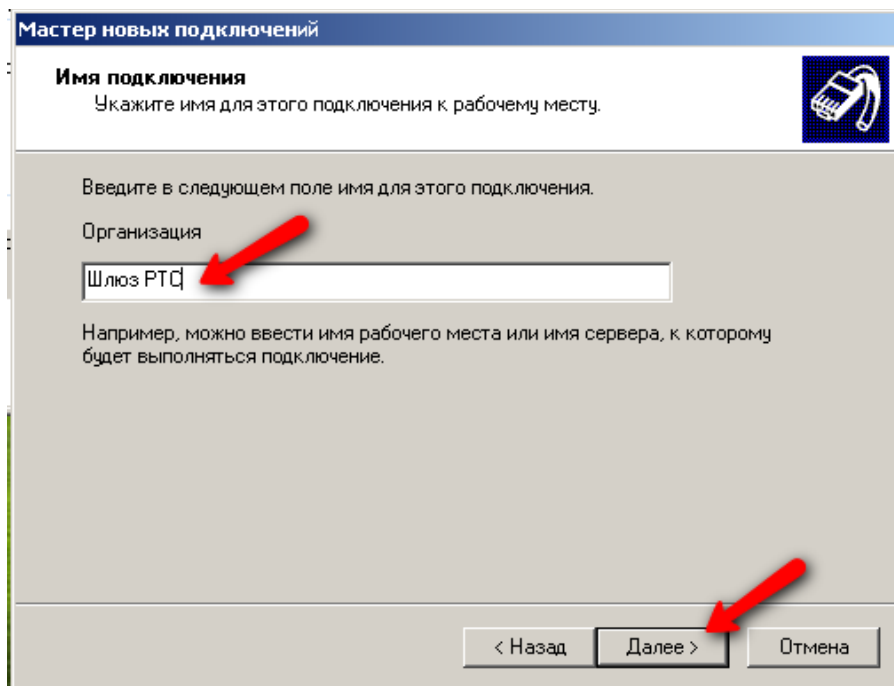 Мастер новых подключений
Имя подключения
Укажите имя для этого подключения к рабочему месту.
Введите в следующем поле имя для этого подключения.
Организация
Шлюз РТС
Например, можно ввести имя рабочего места или имя сервера, к которому
будет выполняться подключение.
< Назад
Далее >
Отмена